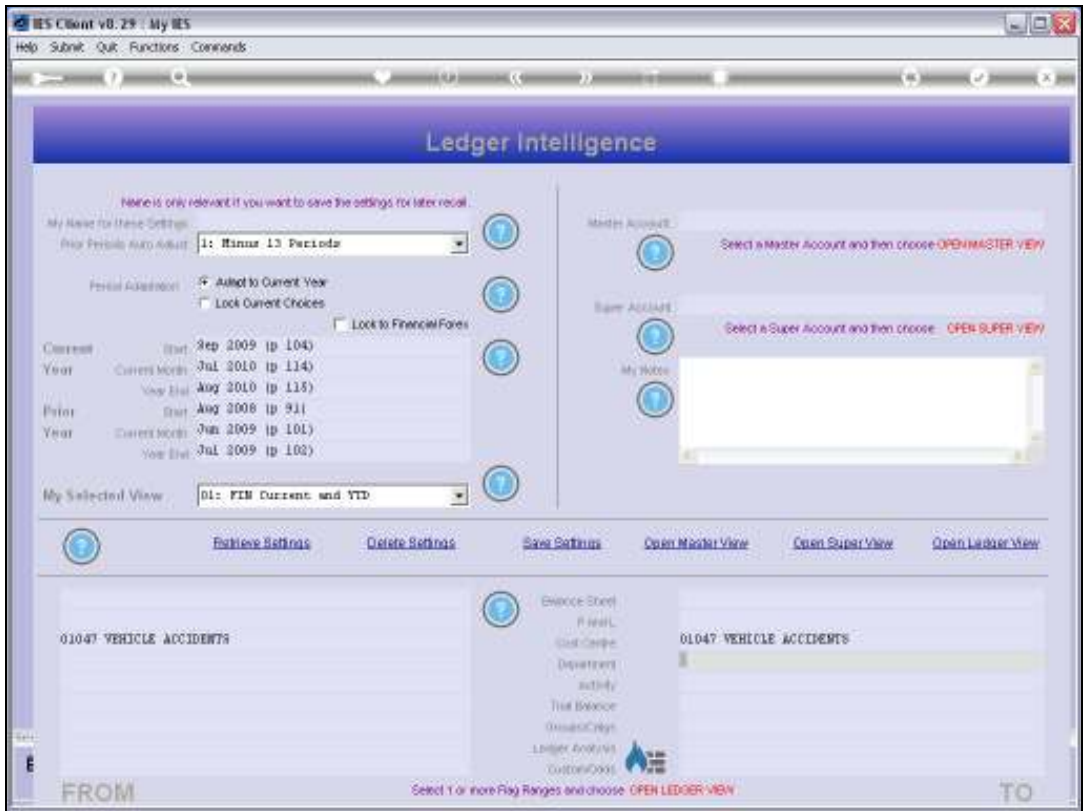 IES Client v8.29 : My IES
Help Submit Quit Functions Commands
Ledger Intelligence
Name is only relevant if you want to save the settings for later recall.
My Name for these Settings
Prior Periods Auto Adjust 1: Minus 13 Periods
Period Adaptation Adapt to Current Year
Lock Current Choices
Lock to Financial Forex
Current Start Sep 2009 (p 104)
Year Current Month Jul 2010 (p 114)
Year End Aug 2010 (p 115)
Prior Start Aug 2008 (p 91)
Year Current Month Jun 2009 (p 101)
Year End Jul 2009 (p 102)
My Selected View 01: FIN Current and YTD
Master Account
Select a Master Account and then choose OPEN MASTER VIEW
Super Account
Select a Super Account and then choose OPEN SUPER VIEW
My Notes
Retrieve Settings Delete Settings Save Settings Open Master View Open Super View Open Ledger View
Balance Sheet
P and L
01047 VEHICLE ACCIDENTS Cost Centre 01047 VEHICLE ACCIDENTS
Department
Activity
Trial Balance
Ledger Analysis
FROM Select 1 or more Flag Ranges and choose OPEN LEDGER VIEW TO